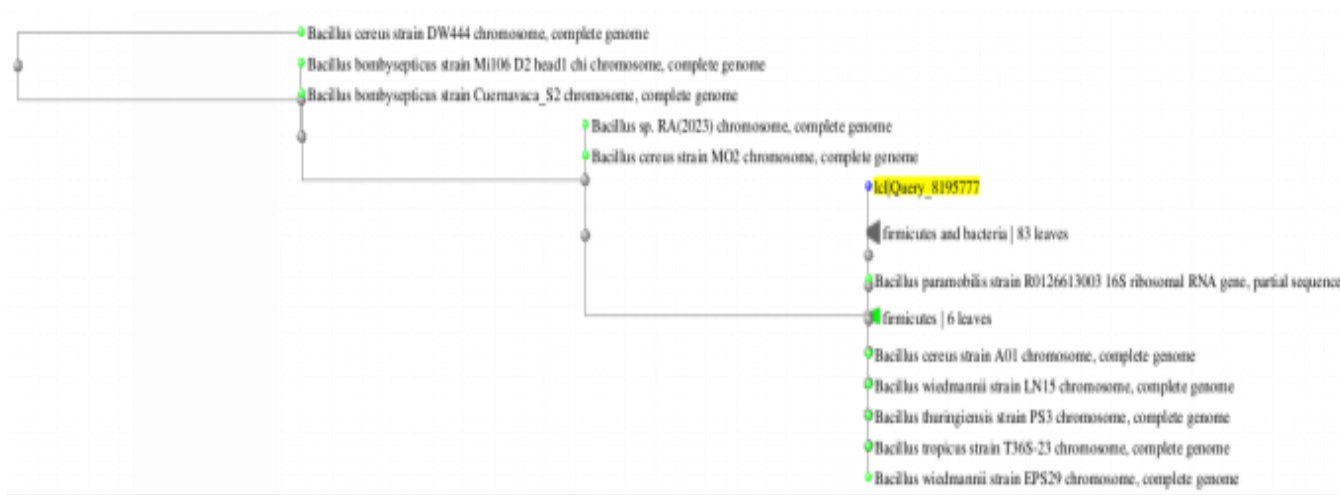 Bacillus cereus strain DW444 chromosome, complete genome
Bacillus bombysepticus strain Mi106 D2 head1 chi chromosome, complete genome
Bacillus bombysepticus strain Cuernavaca_S2 chromosome, complete genome
Bacillus sp. RA(2023) chromosome, complete genome
Bacillus cereus strain MO2 chromosome, complete genome
lcl|Query_8195777
firmicutes and bacteria | 83 leaves
Bacillus paramobilis strain R0126613003 16S ribosomal RNA gene, partial sequence
firmicutes | 6 leaves
Bacillus cereus strain A01 chromosome, complete genome
Bacillus wiedmannii strain LN15 chromosome, complete genome
Bacillus thuringiensis strain PS3 chromosome, complete genome
Bacillus tropicus strain T36S-23 chromosome, complete genome
Bacillus wiedmannii strain EPS29 chromosome, complete genome